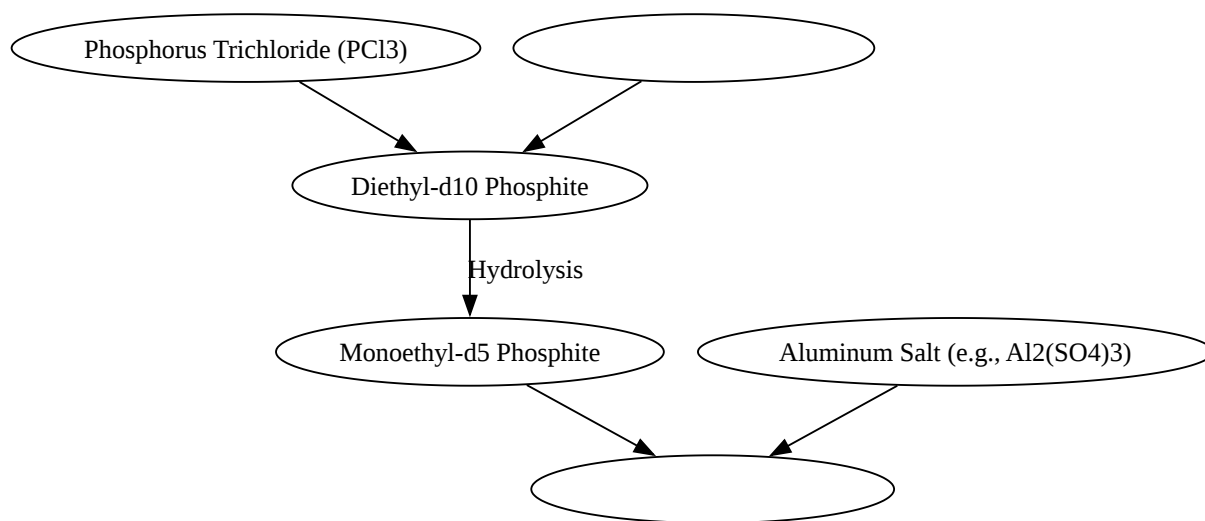 Phosphorus Trichloride (PCl3)
Diethyl-d10 Phosphite
Hydrolysis
Monoethyl-d5 Phosphite
Aluminum Salt (e.g., Al2(SO4)3)